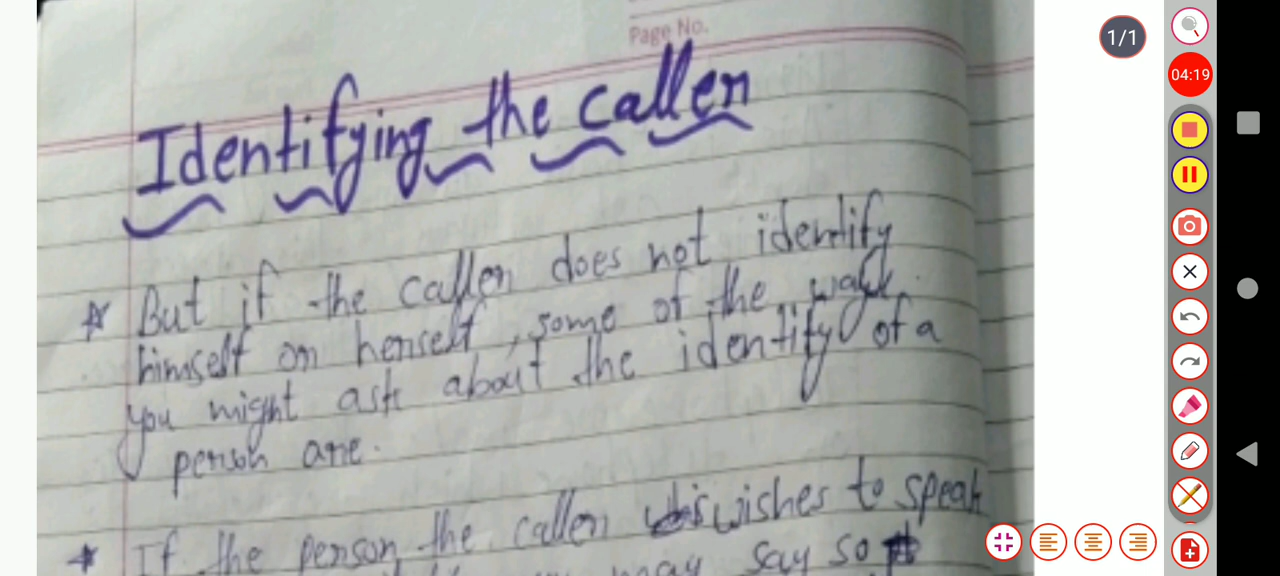 Page No.
1/1
04:19
Identifying the caller
But if the caller does not identify
himself or herself, some of the way
you might ask about the identify of a
person are.
If the person the caller wishes to speak
may say so